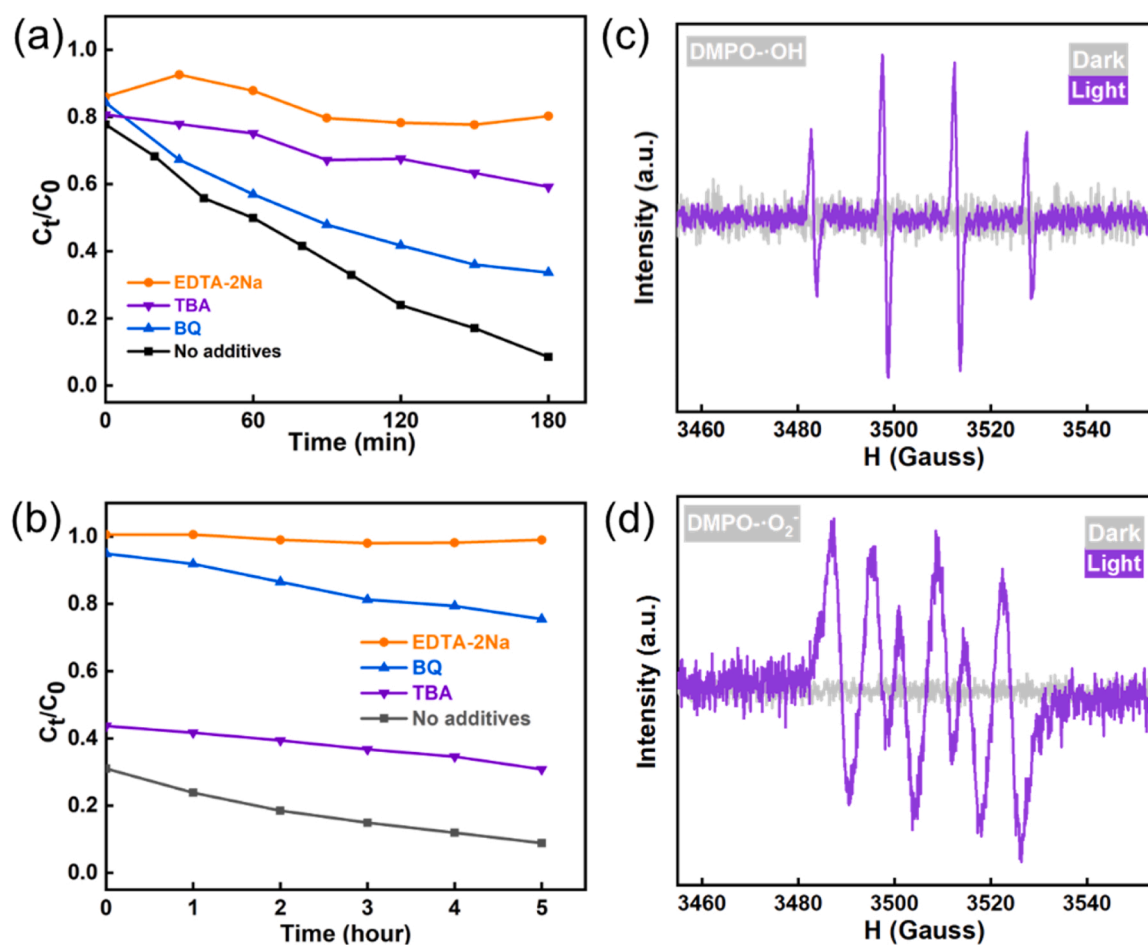 (a)
1.0
0.8
0.6
0.4
0.2
0.0
Ct/C0
EDTA-2Na
TBA
BQ
No additives
0
60
120
180
Time (min)
(b)
1.0
0.8
0.6
0.4
0.2
0.0
Ct/C0
EDTA-2Na
BQ
TBA
No additives
0
1
2
3
4
5
Time (hour)
(c)
DMPO-·OH
Dark
Light
Intensity (a.u.)
3460
3480
3500
3520
3540
H (Gauss)
(d)
DMPO-·O2-
Dark
Light
Intensity (a.u.)
3460
3480
3500
3520
3540
H (Gauss)